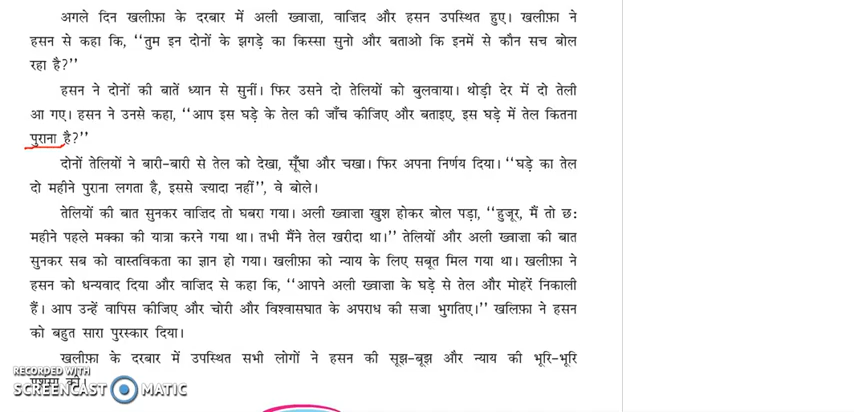 अगले दिन खलीफ़ा के दरबार में अली ख्वाज़ा, वाज़िद और हसन उपस्थित हुए। खलीफ़ा ने
हसन से कहा कि, ‘‘तुम इन दोनों के झगड़े का किस्सा सुनो और बताओ कि इनमें से कौन सच बोल
रहा है?’’
हसन ने दोनों की बातें ध्यान से सुनीं। फिर उसने दो तेलियों को बुलवाया। थोड़ी देर में दो तेली
आ गए। हसन ने उनसे कहा, ‘‘आप इस घड़े के तेल की जाँच कीजिए और बताइए, इस घड़े में तेल कितना
पुराना है?’’
दोनों तेलियों ने बारी-बारी से तेल को देखा, सूँघा और चखा। फिर अपना निर्णय दिया। ‘‘घड़े का तेल
दो महीने पुराना लगता है, इससे ज़्यादा नहीं’’, वे बोले।
तेलियों की बात सुनकर वाज़िद तो घबरा गया। अली ख्वाज़ा खुश होकर बोल पड़ा, ‘‘हुज़ूर, मैं तो छः
महीने पहले मक्का की यात्रा करने गया था। तभी मैंने तेल खरीदा था।’’ तेलियों और अली ख्वाज़ा की बात
सुनकर सब को वास्तविकता का ज्ञान हो गया। खलीफ़ा को न्याय के लिए सबूत मिल गया था। खलीफ़ा ने
हसन को धन्यवाद दिया और वाज़िद से कहा कि, ‘‘आपने अली ख्वाज़ा के घड़े से तेल और मोहरें निकाली
हैं। आप उन्हें वापिस कीजिए और चोरी और विश्वासघात के अपराध की सजा भुगतिए।’’ खलिफ़ा ने हसन
को बहुत सारा पुरस्कार दिया।
खलीफ़ा के दरबार में उपस्थित सभी लोगों ने हसन की सूझ-बूझ और न्याय की भूरि-भूरि
की।
RECORDED WITH
SCREENCAST MATIC